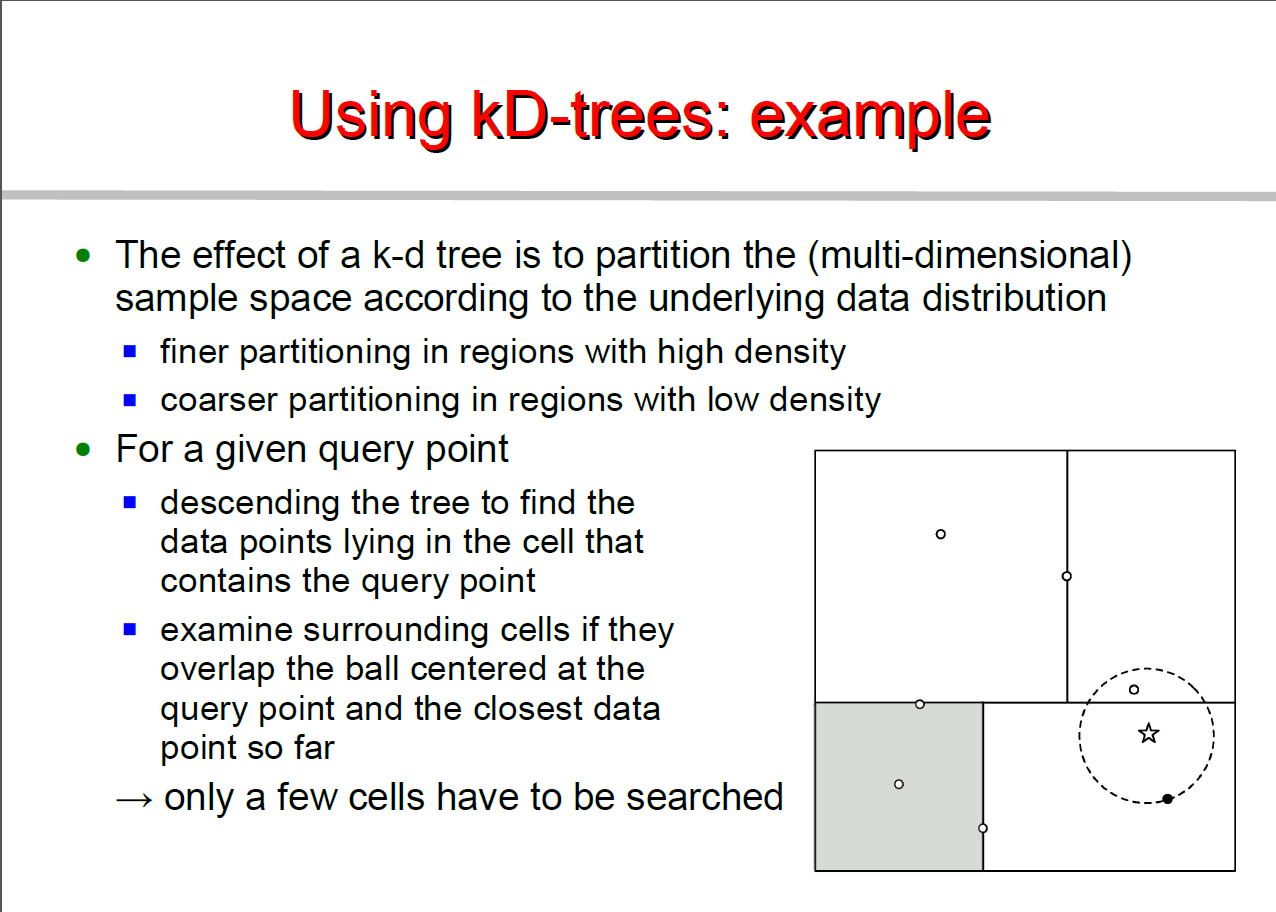 Using kD-trees: example
• The effect of a k-d tree is to partition the (multi-dimensional)
sample space according to the underlying data distribution
▪ finer partitioning in regions with high density
▪ coarser partitioning in regions with low density
• For a given query point
▪ descending the tree to find the
data points lying in the cell that
contains the query point
▪ examine surrounding cells if they
overlap the ball centered at the
query point and the closest data
point so far
→ only a few cells have to be searched